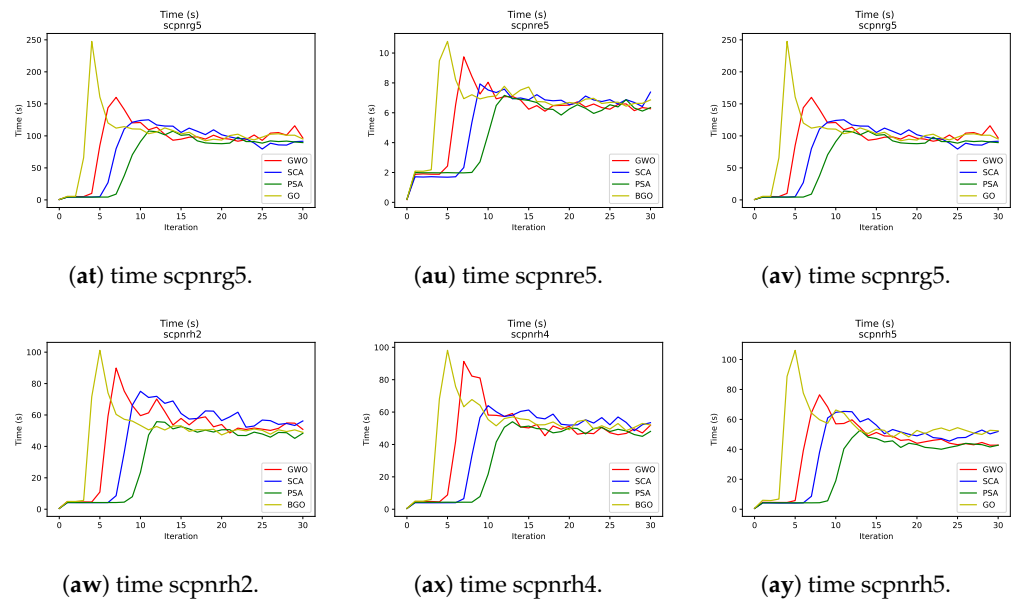 Time (s)
scpnrg5
Time (s)
250
200
150
100
50
0
GWO
SCA
PSA
GO
0 5 10 15 20 25 30
Iteration
(at) time scpnrg5.
Time (s)
scpnre5
Time (s)
10
8
6
4
2
0
GWO
SCA
PSA
BGO
0 5 10 15 20 25 30
Iteration
(au) time scpnre5.
Time (s)
scpnrg5
Time (s)
250
200
150
100
50
0
GWO
SCA
PSA
GO
0 5 10 15 20 25 30
Iteration
(av) time scpnrg5.
Time (s)
scpnrh2
Time (s)
100
80
60
40
20
0
GWO
SCA
PSA
BGO
0 5 10 15 20 25 30
Iteration
(aw) time scpnrh2.
Time (s)
scpnrh4
Time (s)
100
80
60
40
20
0
GWO
SCA
PSA
BGO
0 5 10 15 20 25 30
Iteration
(ax) time scpnrh4.
Time (s)
scpnrh5
Time (s)
100
80
60
40
20
0
GWO
SCA
PSA
GO
0 5 10 15 20 25 30
Iteration
(ay) time scpnrh5.